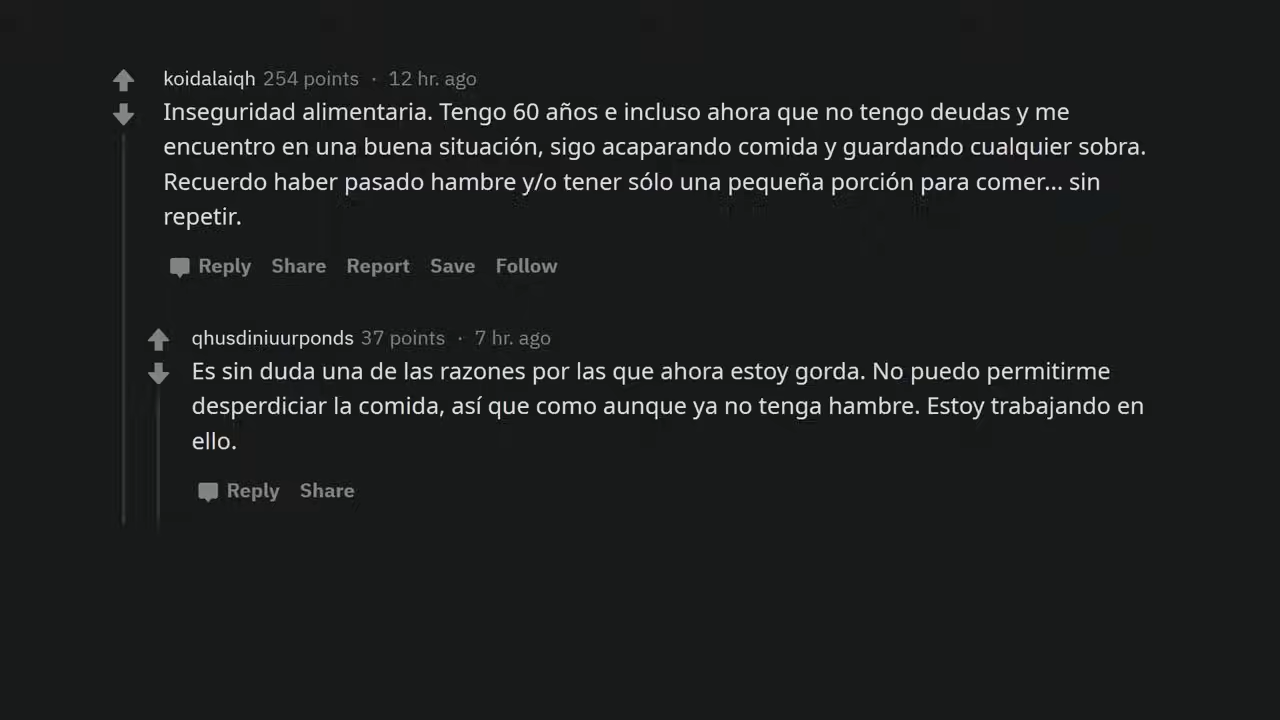 koidalaiqh 254 points · 12 hr. ago
Inseguridad alimentaria. Tengo 60 años e incluso ahora que no tengo deudas y me
encuentro en una buena situación, sigo acaparando comida y guardando cualquier sobra.
Recuerdo haber pasado hambre y/o tener sólo una pequeña porción para comer... sin
repetir.
Reply Share Report Save Follow
qhusdiniuurponds 37 points · 7 hr. ago
Es sin duda una de las razones por las que ahora estoy gorda. No puedo permitirme
desperdiciar la comida, así que como aunque ya no tenga hambre. Estoy trabajando en
ello.
Reply Share